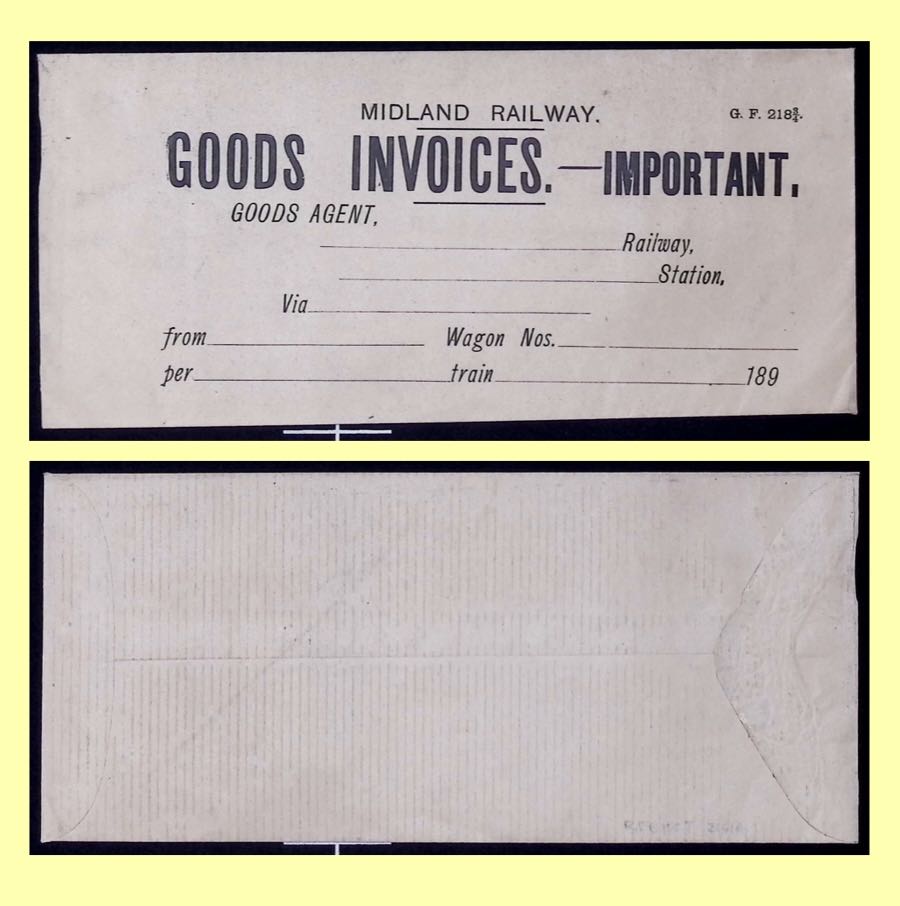 MIDLAND RAILWAY.
G. F. 218¾.
GOODS INVOICES.—IMPORTANT.
GOODS AGENT,
Railway,
Station,
Via
from Wagon Nos.
per train 189